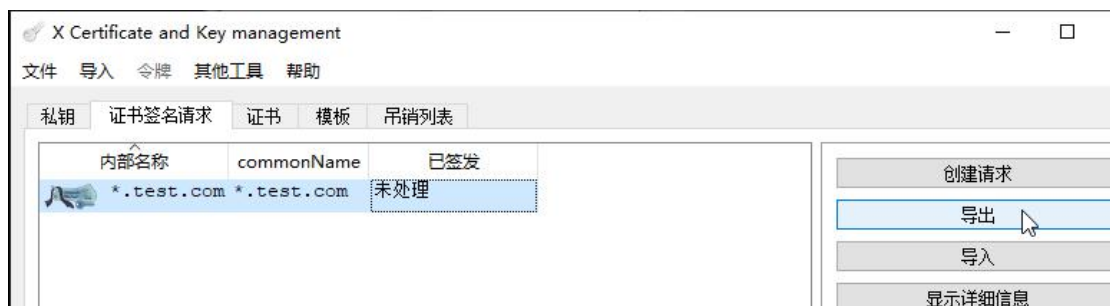 X Certificate and Key management
文件 导入 令牌 其他工具 帮助
私钥 证书签名请求 证书 模板 吊销列表
内部名称 commonName 已签发
*.test.com *.test.com 未处理
创建请求
导出
导入
显示详细信息